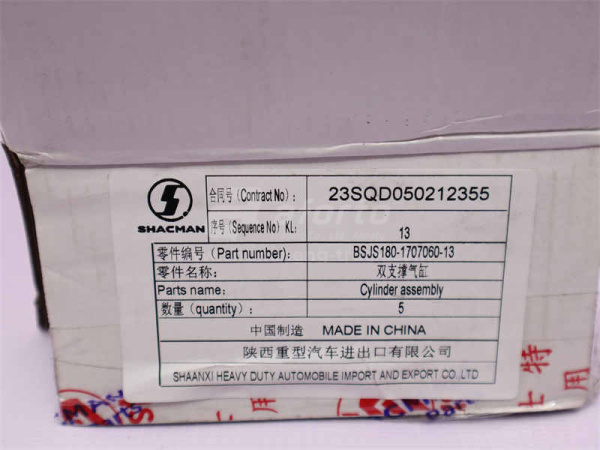 SHACMAN
合同号 (Contract No): 23SQD050212355
序号 (Sequence No) KL: 13
零件编号 (Part number): BSJS180-1707060-13
零件名称: 双支撑气缸
Parts name: Cylinder assembly
数量 (quantity): 5
中国制造 MADE IN CHINA
陕西重型汽车进出口有限公司
SHAANXI HEAVY DUTY AUTOMOBILE IMPORT AND EXPORT CO.,LTD
特
士用